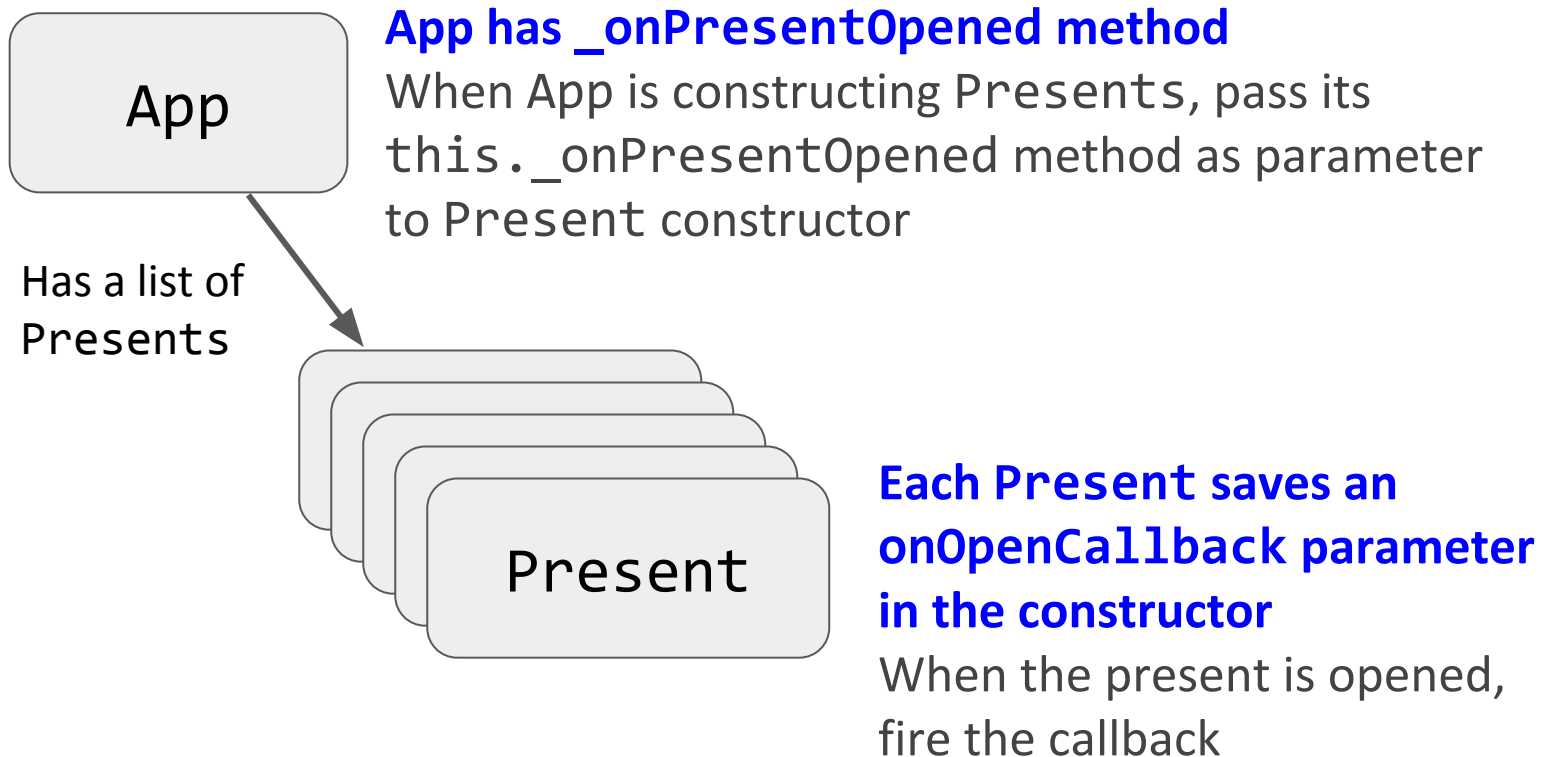 App
App has _onPresentOpened method
When App is constructing Presents, pass its
this._onPresentOpened method as parameter
to Present constructor
Has a list of
Presents
Present
Each Present saves an
onOpenCallback parameter
in the constructor
When the present is opened,
fire the callback